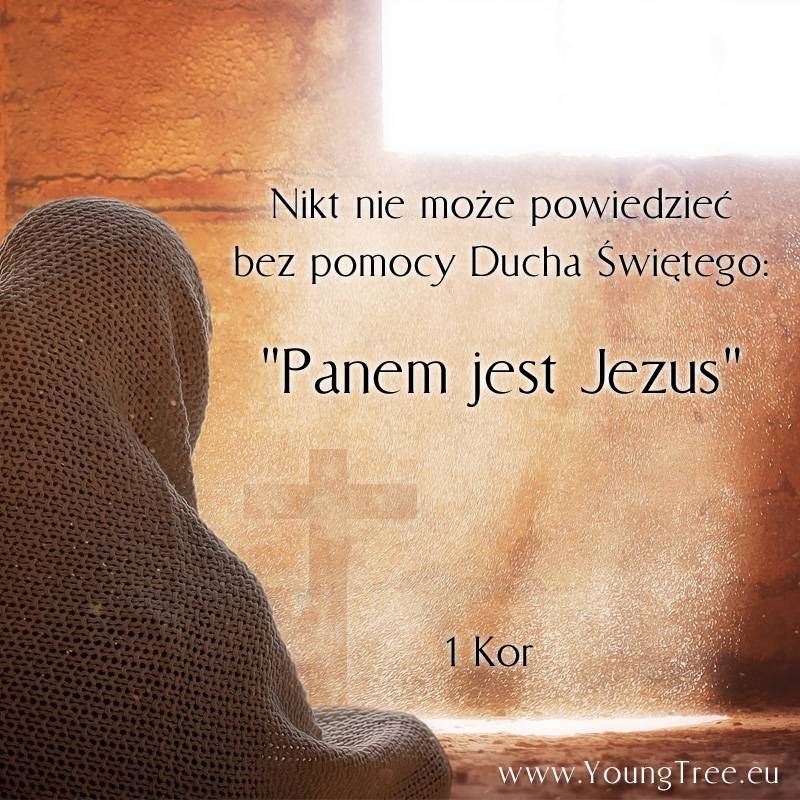 Nikt nie może powiedzieć
bez pomocy Ducha Świętego:
"Panem jest Jezus"
1 Kor
www.YoungTree.eu